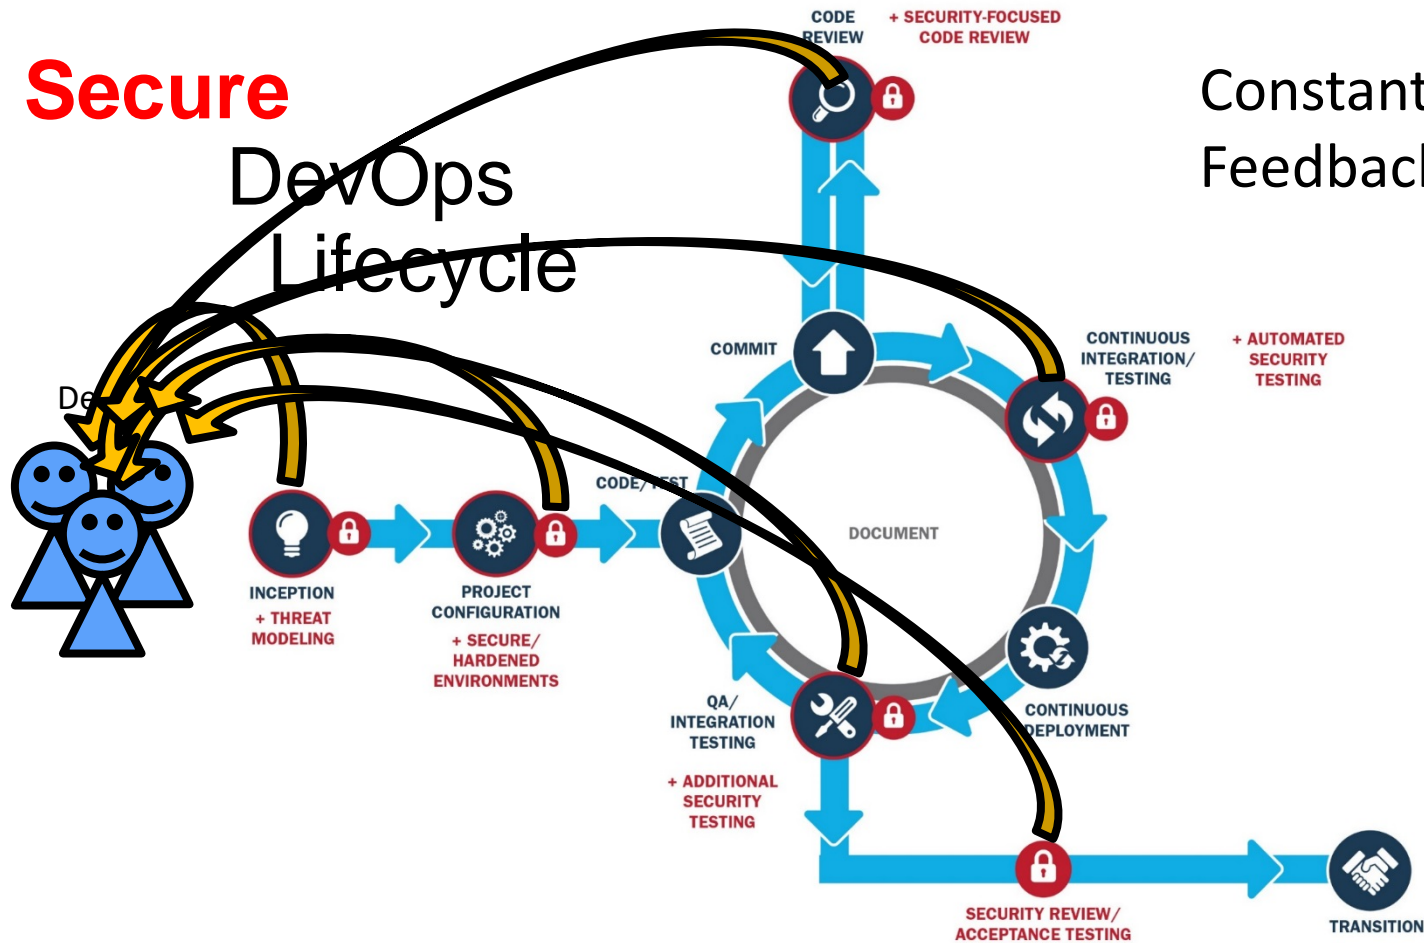 Secure
DevOps
Lifecycle
CODE
REVIEW
+ SECURITY-FOCUSED
CODE REVIEW
Constant
Feedback
COMMIT
CONTINUOUS
INTEGRATION/
TESTING
+ AUTOMATED
SECURITY
TESTING
CODE/TEST
DOCUMENT
INCEPTION
+ THREAT
MODELING
PROJECT
CONFIGURATION
+ SECURE/
HARDENED
ENVIRONMENTS
QA/
INTEGRATION
TESTING
+ ADDITIONAL
SECURITY
TESTING
CONTINUOUS
DEPLOYMENT
SECURITY REVIEW/
ACCEPTANCE TESTING
TRANSITION